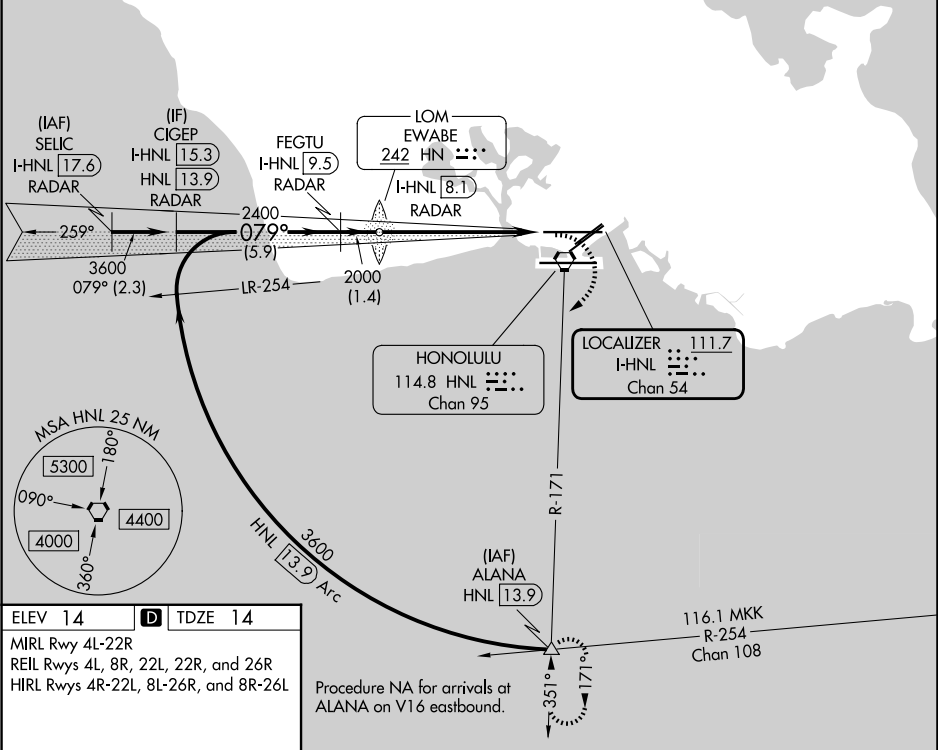 (IAF)
SELIC
I-HNL 17.6
RADAR
(IF)
CIGEP
I-HNL 15.3
HNL 13.9
RADAR
FEGTU
I-HNL 9.5
RADAR
LOM
EWABE
242 HN
I-HNL 8.1
RADAR
2400
259°
079°
(5.9)
3600
079° (2.3)
LR-254
2000
(1.4)
HONOLULU
114.8 HNL
Chan 95
LOCALIZER 111.7
I-HNL
Chan 54
MSA HNL 25 NM
180°
5300
090°
4400
4000
360°
R-171
3600
HNL 13.9 Arc
(IAF)
ALANA
HNL 13.9
116.1 MKK
R-254
Chan 108
351°
171°
Procedure NA for arrivals at
ALANA on V16 eastbound.
ELEV 14 D TDZE 14
MIRL Rwy 4L-22R
REIL Rwys 4L, 8R, 22L, 22R, and 26R
HIRL Rwys 4R-22L, 8L-26R, and 8R-26L